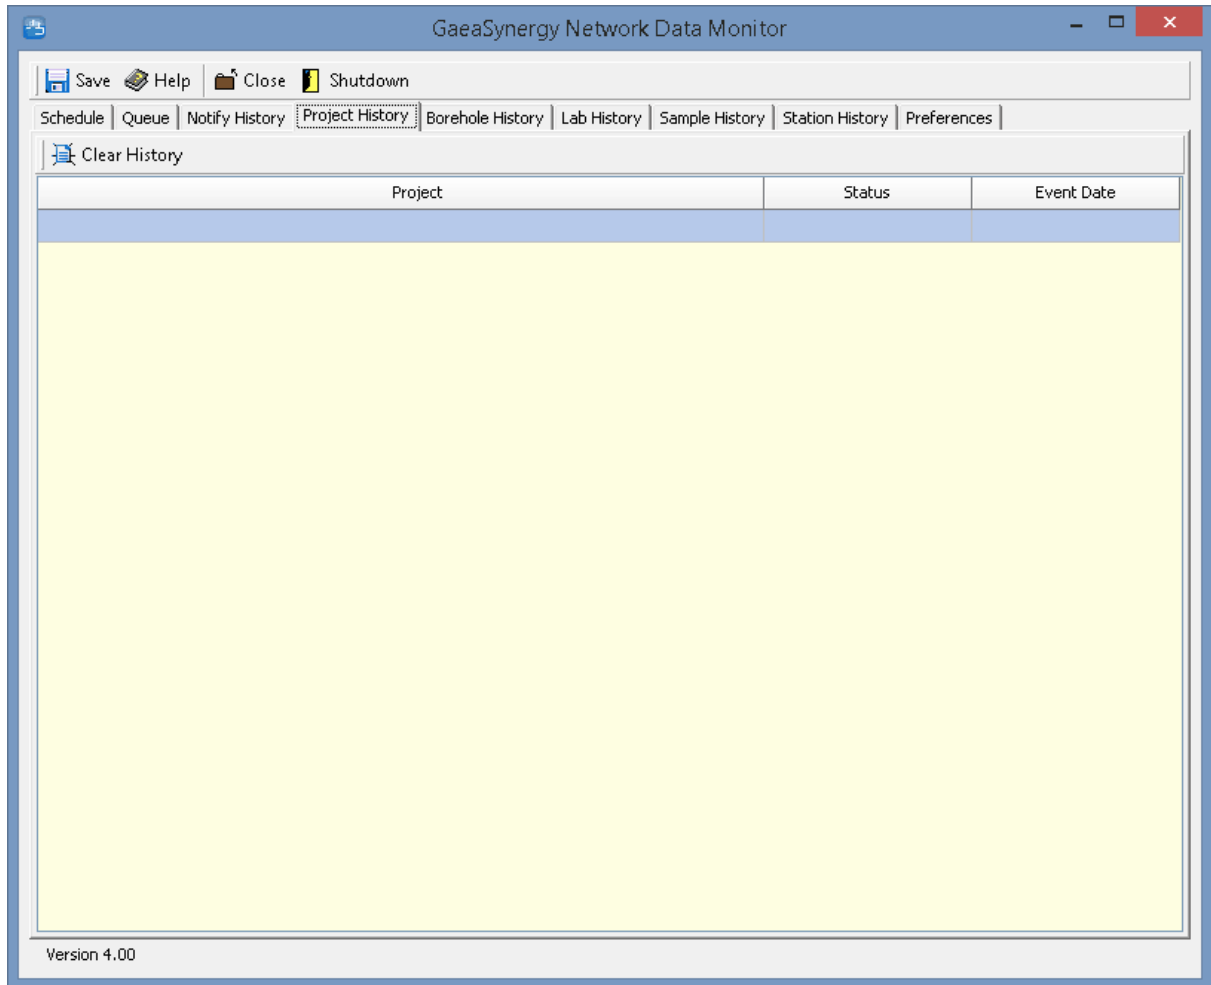 GaeaSynergy Network Data Monitor
Save Help Close Shutdown
Schedule Queue Notify History Project History Borehole History Lab History Sample History Station History Preferences
Clear History
Project Status Event Date
Version 4.00